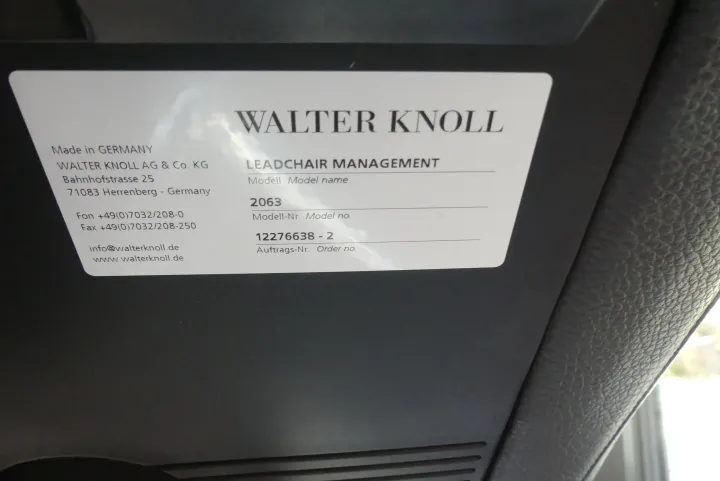 WALTER KNOLL
Made in GERMANY
WALTER KNOLL AG & Co. KG
Bahnhofstrasse 25
71083 Herrenberg - Germany
Fon +49(0)7032/208-0
Fax +49(0)7032/208-250
info@walterknoll.de
www.walterknoll.de
LEADCHAIR MANAGEMENT
Modell Model name
2063
Modell-Nr. Model no.
12276638 - 2
Auftrags-Nr. Order no.